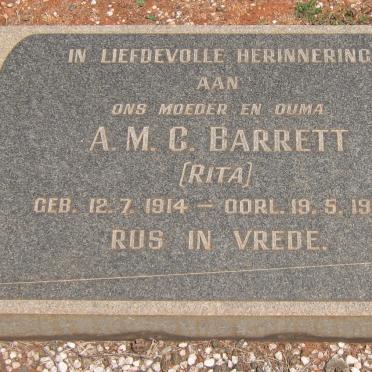 IN LIEFDEVOLLE HERINNERING
AAN
ONS MOEDER EN OUMA
A. M. C. BARRETT
[RITA]
GEB. 12. 7. 1914 — OORL. 19. 5. 19
RUS IN VREDE.